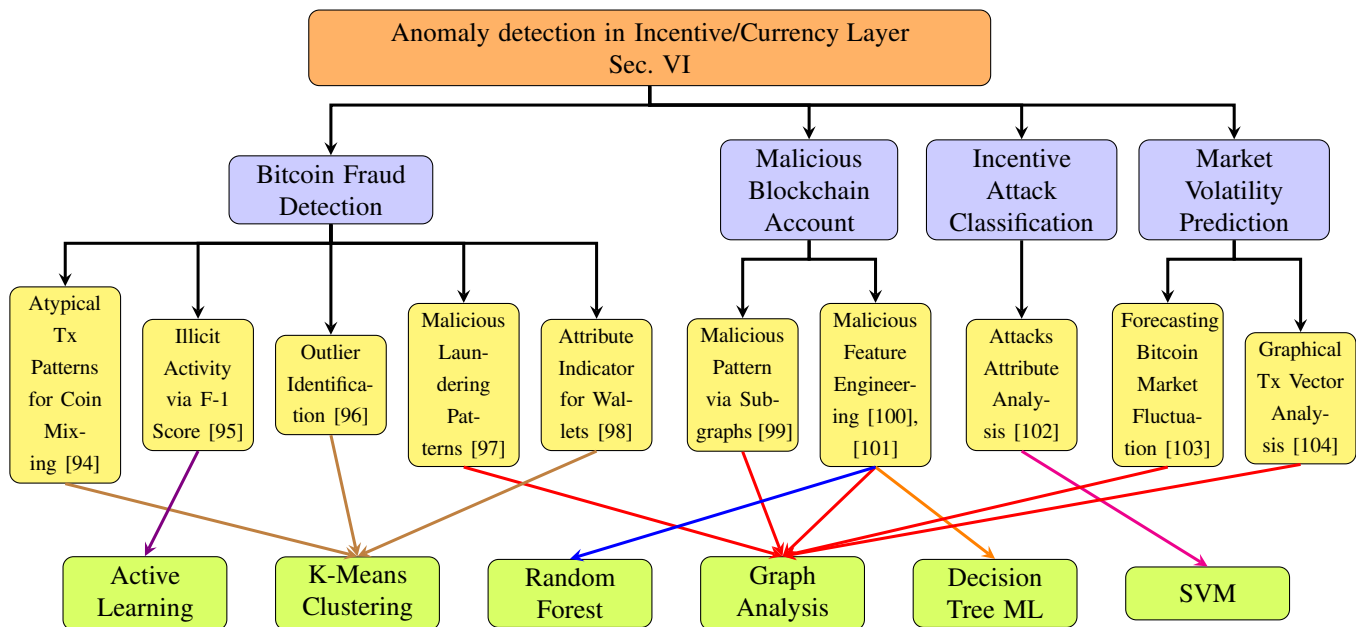 Anomaly detection in Incentive/Currency Layer
Sec. VI
Bitcoin Fraud
Detection
Malicious
Blockchain
Account
Incentive
Attack
Classification
Market
Volatility
Prediction
Atypical
Tx
Patterns
for Coin
Mix-
ing [94]
Illicit
Activity
via F-1
Score [95]
Outlier
Identifica-
tion [96]
Malicious
Laun-
dering
Pat-
terns [97]
Attribute
Indicator
for Wal-
lets [98]
Malicious
Pattern
via Sub-
graphs [99]
Malicious
Feature
Engineer-
ing [100],
[101]
Attacks
Attribute
Analy-
sis [102]
Forecasting
Bitcoin
Market
Fluctua-
tion [103]
Graphical
Tx Vector
Analy-
sis [104]
Active
Learning
K-Means
Clustering
Random
Forest
Graph
Analysis
Decision
Tree ML
SVM